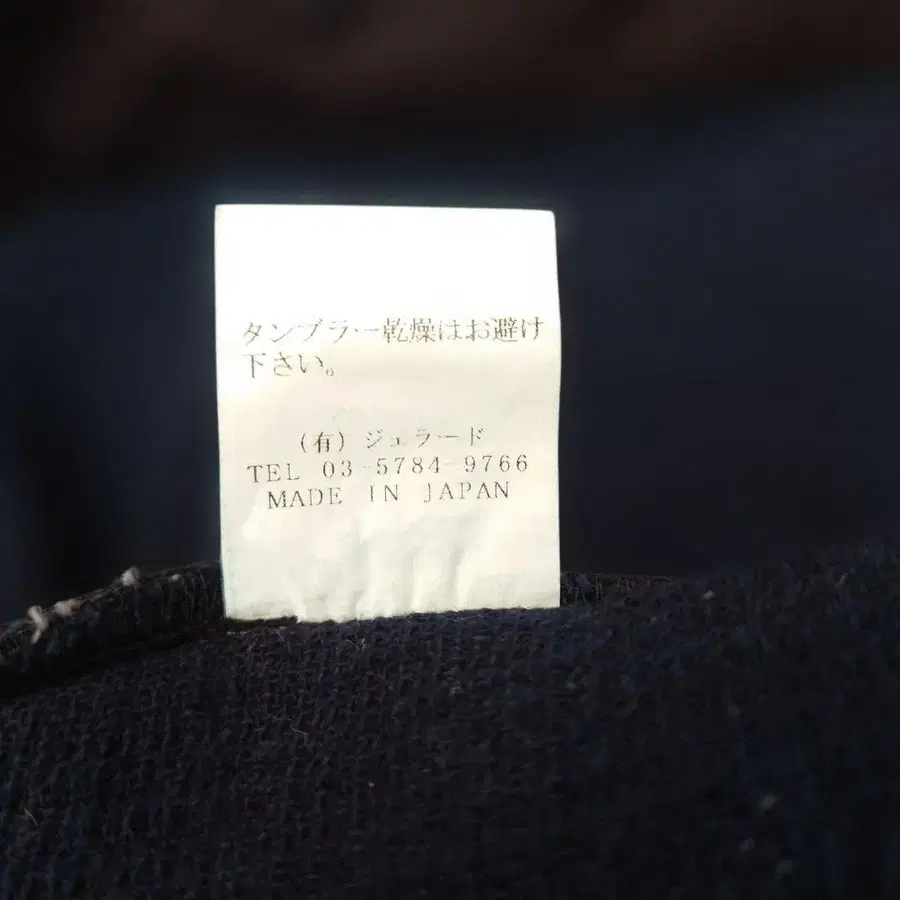 タンブラー乾燥はお避け
下さい。
(有) ジェラード
TEL 03-5784-9766
MADE IN JAPAN